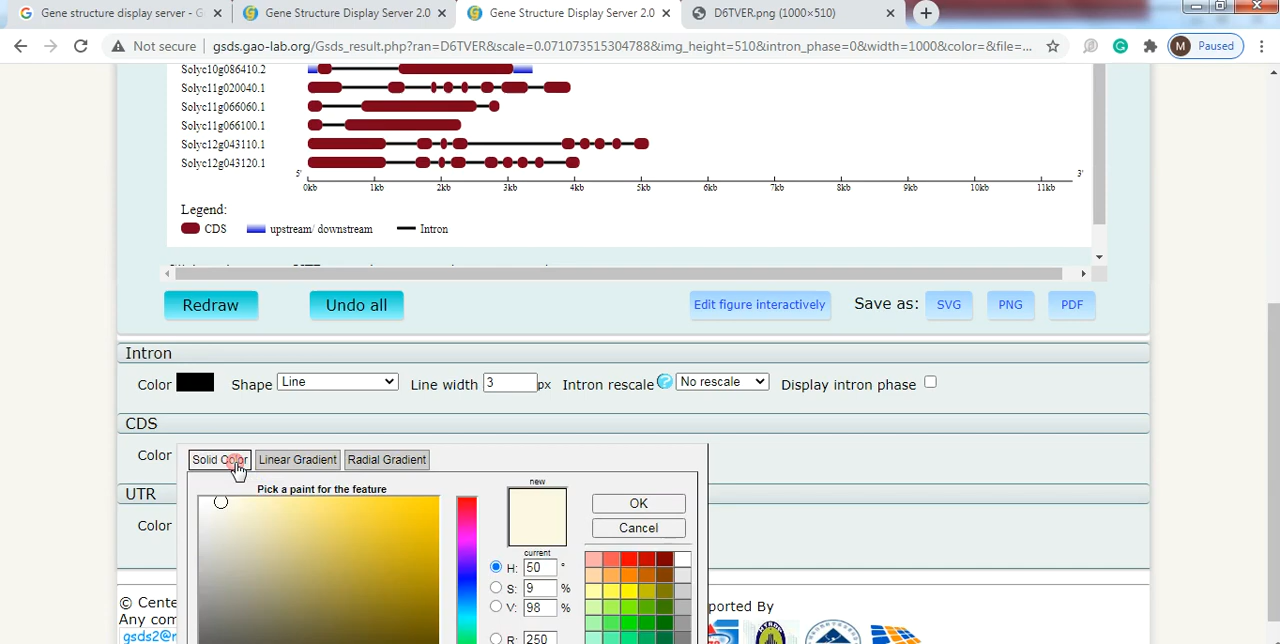 gene structure display server - G
Gene Structure Display Server 2.0
Gene Structure Display Server 2.0
D6TVER.png (1000×510)
Not secure
gsds.gao-lab.org/Gsds_result.php?ran=D6TVER&scale=0.071073515304788&img_height=510&intron_phase=0&width=1000&color=&file=...
M Paused
Solyc10g086410.2
Solyc11g020040.1
Solyc11g066060.1
Solyc11g066100.1
Solyc12g043110.1
Solyc12g043120.1
5' 3'
0kb 1kb 2kb 3kb 4kb 5kb 6kb 7kb 8kb 9kb 10kb 11kb
Legend:
CDS upstream/ downstream Intron
Redraw Undo all Edit figure interactively Save as: SVG PNG PDF
Intron
Color Shape Line Line width 3 px Intron rescale ? No rescale Display intron phase
CDS
Color
Solid Color Linear Gradient Radial Gradient
UTR
Pick a paint for the feature
new
OK
Color
Cancel
current
H: 50 °
S: 9 %
V: 98 %
R: 250
© Cente
Any com
gsds2@r
ported By